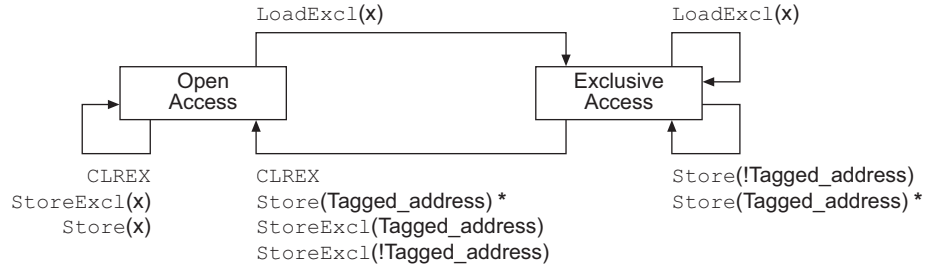 LoadExcl(x)
LoadExcl(x)
Open
Access
Exclusive
Access
CLREX
StoreExcl(x)
Store(x)
CLREX
Store(Tagged_address) *
StoreExcl(Tagged_address)
StoreExcl(!Tagged_address)
Store(!Tagged_address)
Store(Tagged_address) *